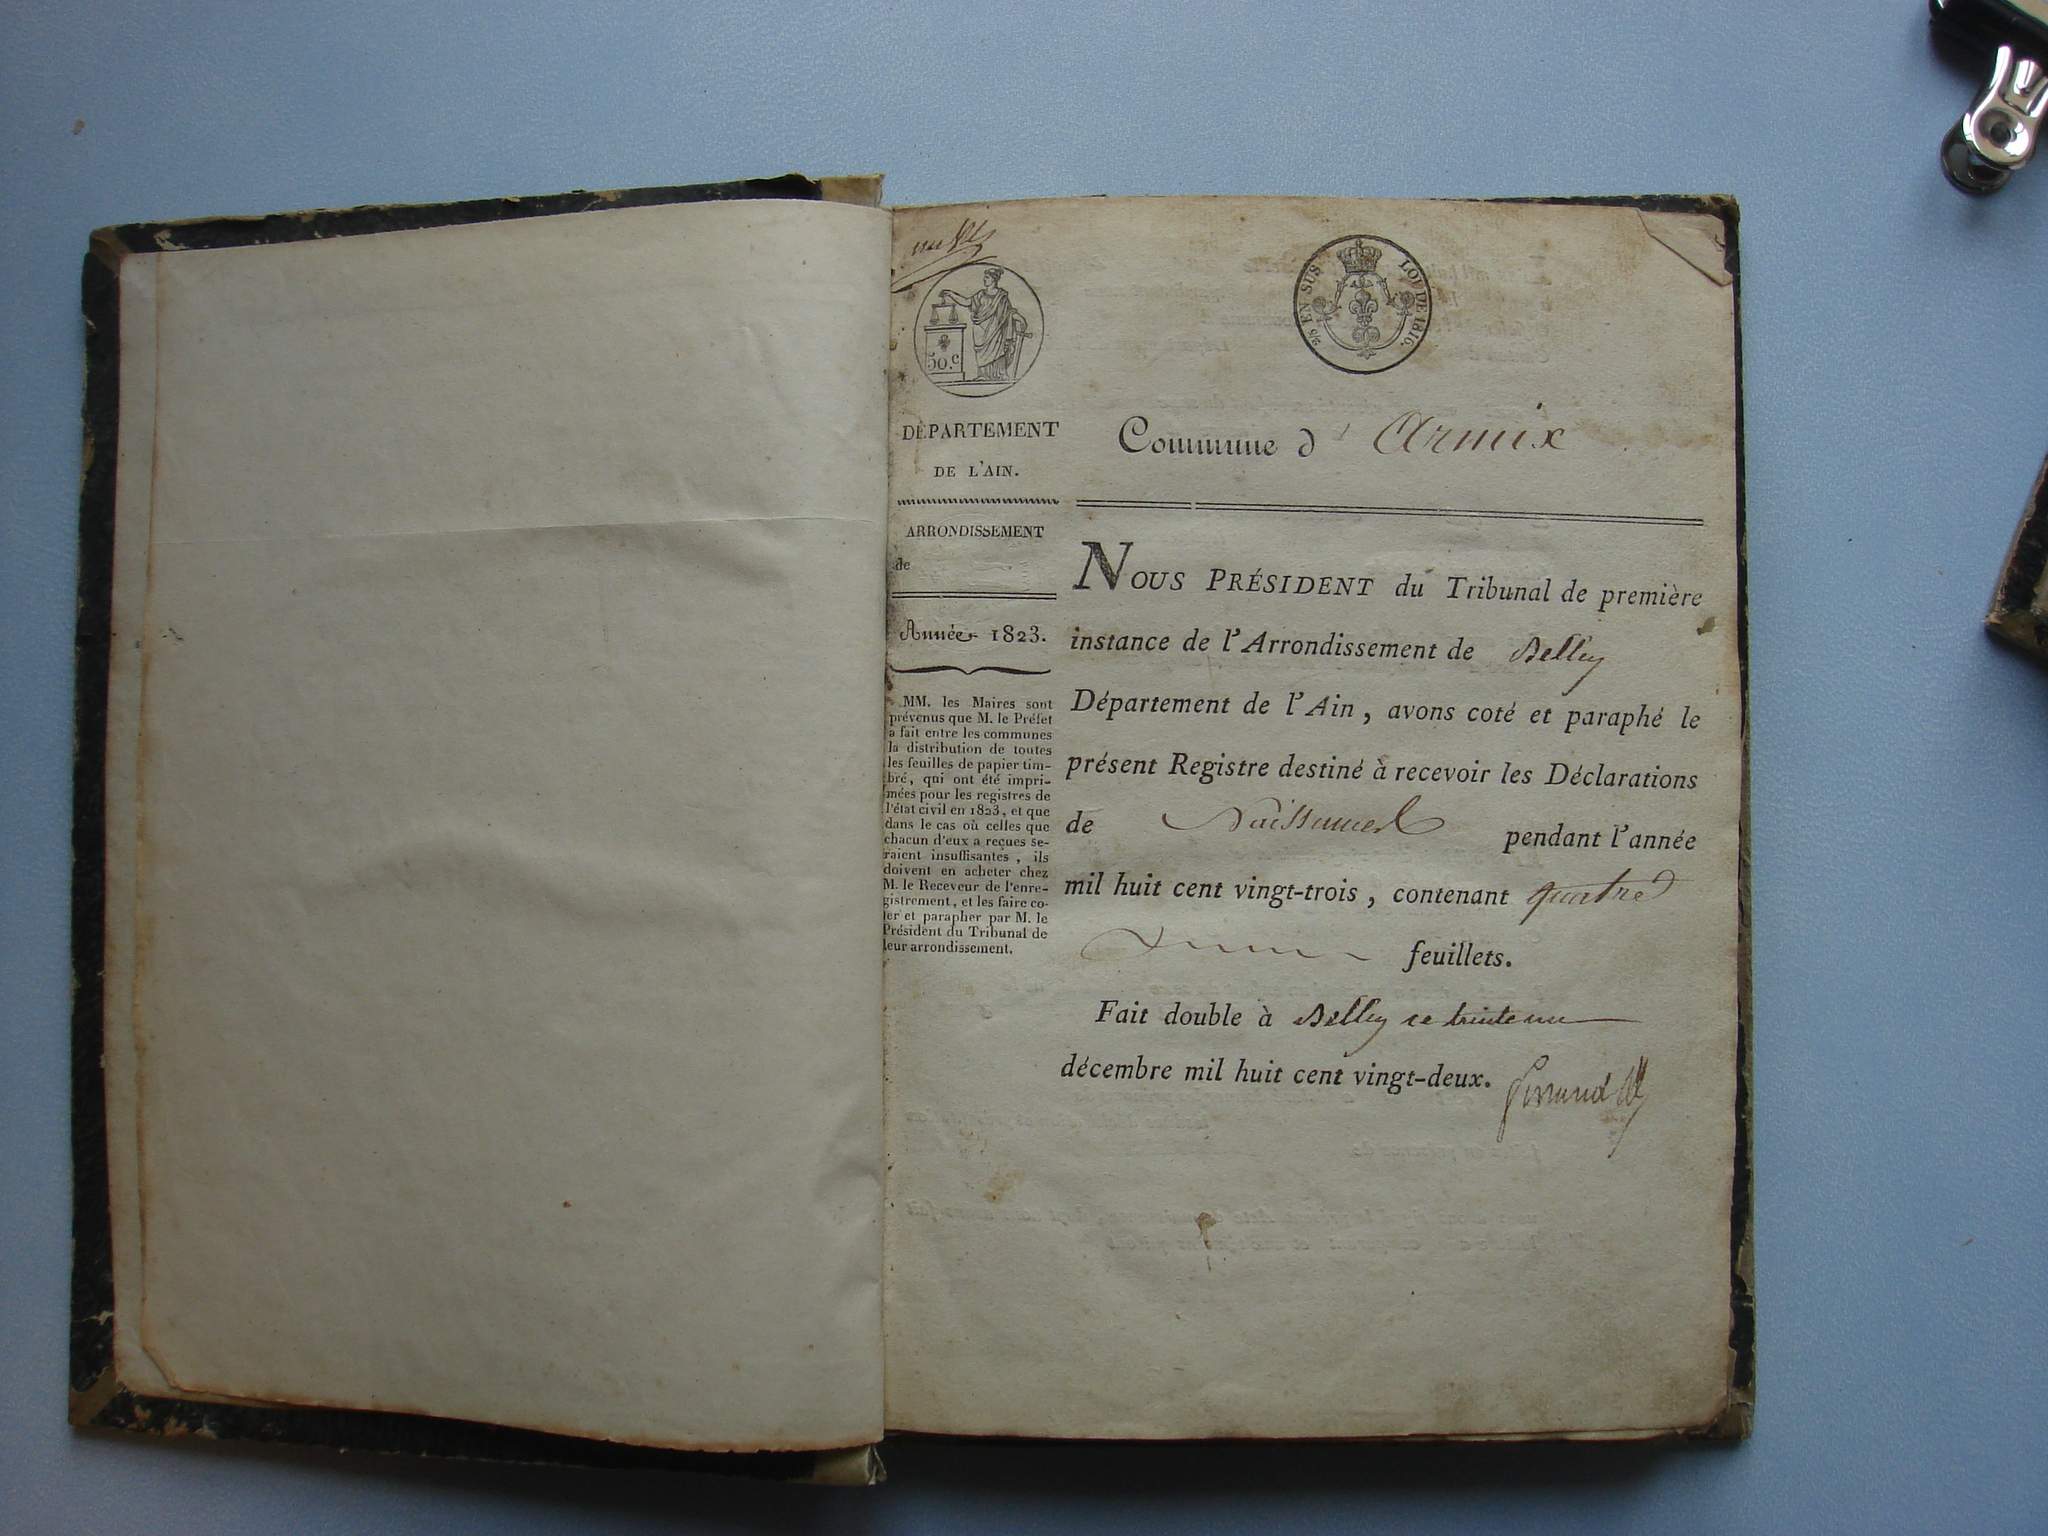 50.c
2/5 EN SUS LOI DE 1816.
DÉPARTEMENT
DE L'AIN.
ARRONDISSEMENT
de
Année 1823.
MM. les Maires sont
prévenus que M. le Préfet
a fait entre les communes
la distribution de toutes
les feuilles de papier tim-
bré, qui ont été impri-
mées pour les registres de
l'état civil en 1823, et que
dans le cas où celles que
chacun d'eux a reçues se-
raient insuffisantes, ils
doivent en acheter chez
M. le Receveur de l'enre-
gistrement, et les faire co-
ter et parapher par M. le
Président du Tribunal de
leur arrondissement.
Commune d' Armix
NOUS PRÉSIDENT du Tribunal de première
instance de l'Arrondissement de Belley
Département de l'Ain, avons coté et paraphé le
présent Registre destiné à recevoir les Déclarations
de Naissances pendant l'année
mil huit cent vingt-trois, contenant quatre
feuillets.
Fait double à Belley ce trente un
décembre mil huit cent vingt-deux.